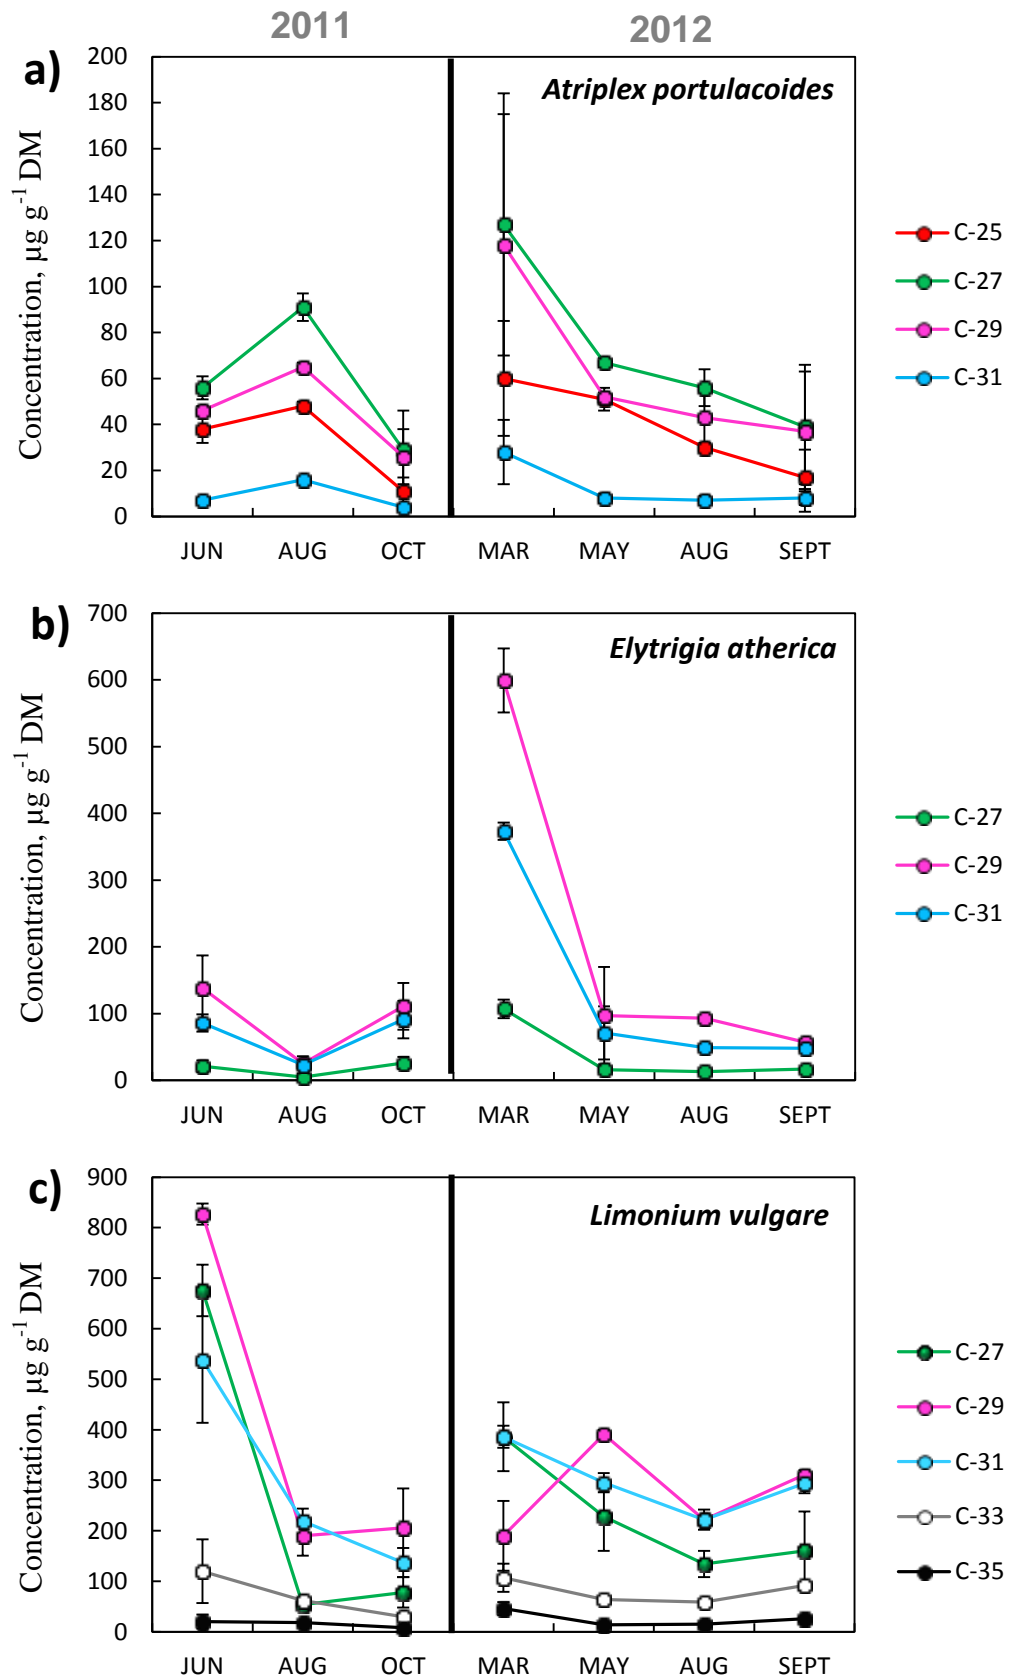 2011 2012
a)
Atriplex portulacoides
Concentration, µg g⁻¹ DM
200
180
160
140
120
100
80
60
40
20
0
JUN AUG OCT MAR MAY AUG SEPT
C-25
C-27
C-29
C-31
b)
Elytrigia atherica
Concentration, µg g⁻¹ DM
700
600
500
400
300
200
100
0
JUN AUG OCT MAR MAY AUG SEPT
C-27
C-29
C-31
c)
Limonium vulgare
Concentration, µg g⁻¹ DM
900
800
700
600
500
400
300
200
100
0
JUN AUG OCT MAR MAY AUG SEPT
C-27
C-29
C-31
C-33
C-35